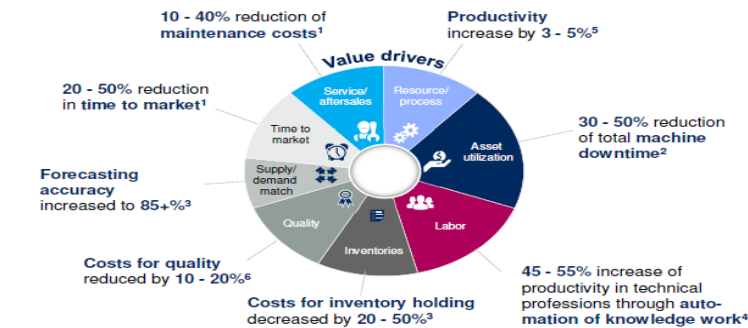 10 - 40% reduction of
maintenance costs¹
Productivity
increase by 3 - 5%⁵
Value drivers
20 - 50% reduction
in time to market¹
Service/
aftersales
Resource/
process
30 - 50% reduction
of total machine
downtime²
Time to
market
Asset
utilization
Forecasting
accuracy
increased to 85+%³
Supply/
demand
match
Quality
Labor
Inventories
Costs for quality
reduced by 10 - 20%⁶
Costs for inventory holding
decreased by 20 - 50%³
45 - 55% increase of
productivity in technical
professions through auto-
mation of knowledge work⁴